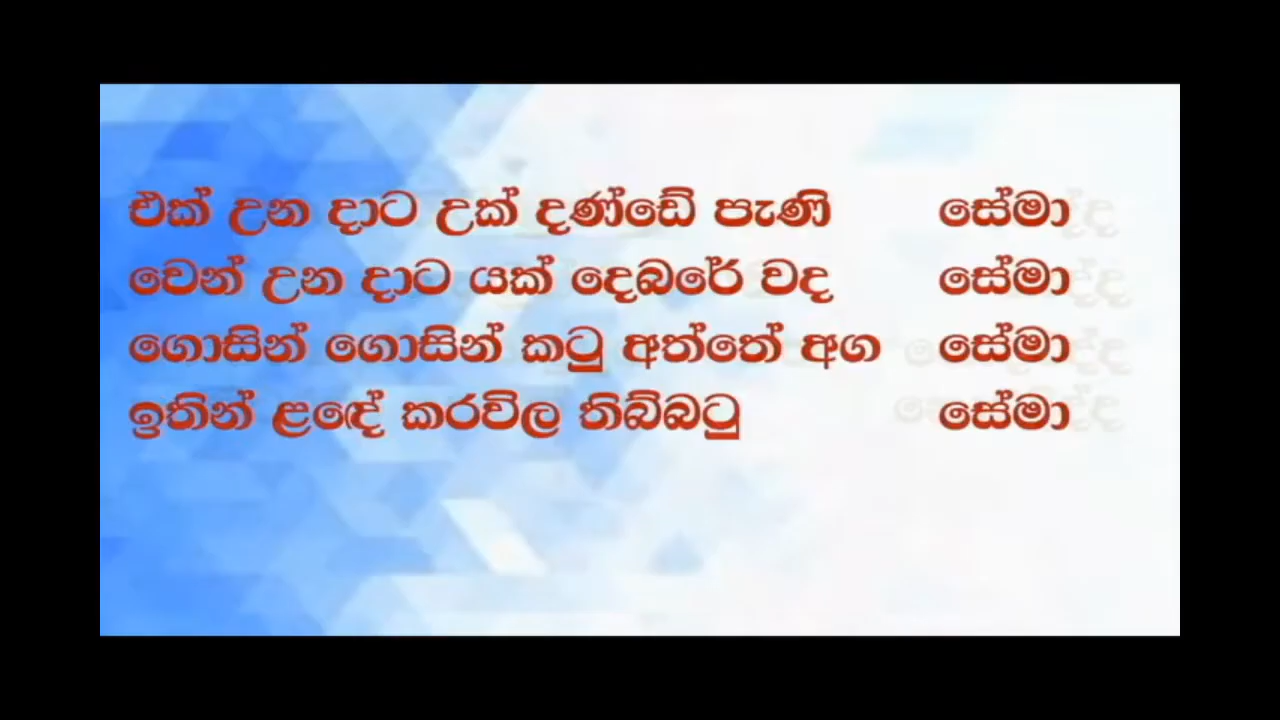 එක් උන දාට උක් දණ්ඩේ පැණි සේමා
වෙන් උන දාට යක් දෙබරේ වද සේමා
ගොසින් ගොසින් කටු අත්තේ අග සේමා
ඉතින් ළඳේ කරවිල තිබ්බටු සේමා